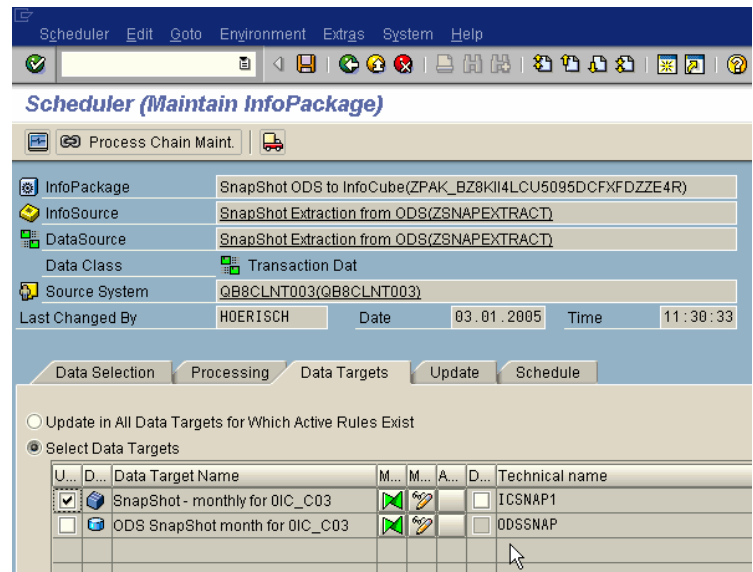 Scheduler Edit Goto Environment Extras System Help
Scheduler (Maintain InfoPackage)
Process Chain Maint.
InfoPackage SnapShot ODS to InfoCube(ZPAK_BZ8KII4LCU5095DCFXFDZZE4R)
InfoSource SnapShot Extraction from ODS(ZSNAPEXTRACT)
DataSource SnapShot Extraction from ODS(ZSNAPEXTRACT)
Data Class Transaction Dat
Source System QB8CLNT003(QB8CLNT003)
Last Changed By HOERISCH Date 03.01.2005 Time 11:30:33
Data Selection Processing Data Targets Update Schedule
Update in All Data Targets for Which Active Rules Exist
Select Data Targets
U... D... Data Target Name M... M... A... D... Technical name
SnapShot - monthly for 0IC_C03 ICSNAP1
ODS SnapShot month for 0IC_C03 ODSSNAP